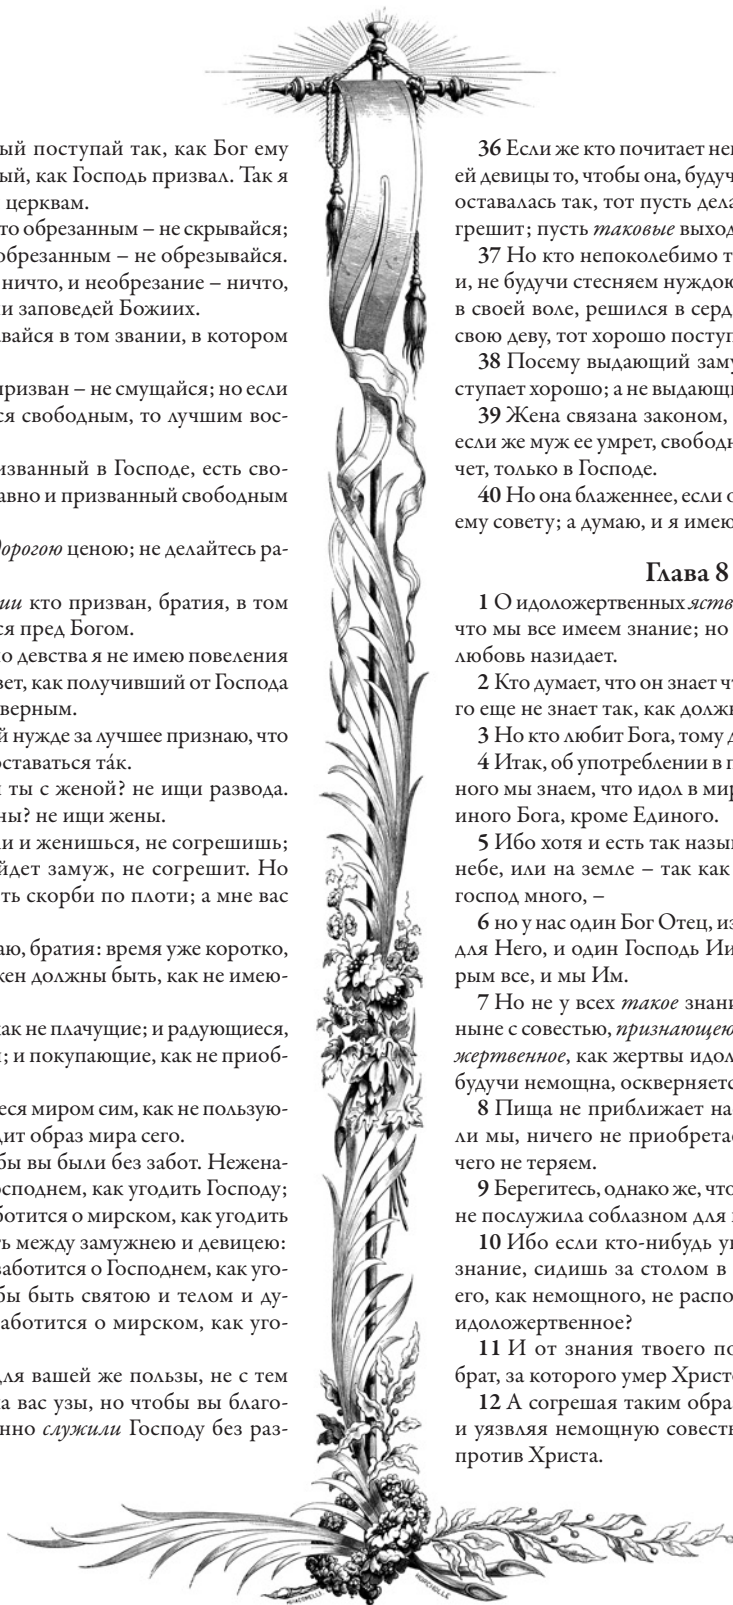 ый поступай так, как Бог ему
ый, как Господь призвал. Так я
церквам.
то обрезанным – не скрывайся;
обрезанным – не обрезывайся.
ничто, и необрезание – ничто,
и заповедей Божиих.
вайся в том звании, в котором
призван – не смущайся; но если
ся свободным, то лучшим вос-
изванный в Господе, есть сво-
авно и призванный свободным
дорогою ценою; не делайтесь ра-
ии кто призван, братия, в том
ся пред Богом.
о девства я не имею повеления
вет, как получивший от Господа
верным.
й нужде за лучшее признаю, что
оставаться тáк.
ты с женой? не ищи развода.
ны? не ищи жены.
и и женишься, не согрешишь;
йдет замуж, не согрешит. Но
ть скорби по плоти; а мне вас
аю, братия: время уже коротко,
жен должны быть, как не имею-
как не плачущие; и радующиеся,
; и покупающие, как не приоб-
еся миром сим, как не пользую-
дит образ мира сего.
бы вы были без забот. Нежена-
осподнем, как угодить Господу;
ботится о мирском, как угодить
ть между замужнею и девицею:
заботится о Господнем, как уго-
бы быть святою и телом и ду-
аботится о мирском, как уго-
для вашей же пользы, не с тем
а вас узы, но чтобы вы благо-
нно служили Господу без раз-
36 Если же кто почитает неп
ей девицы то, чтобы она, будуч
оставалась так, тот пусть дела
грешит; пусть таковые выход
37 Но кто непоколебимо т
и, не будучи стесняем нуждою
в своей воле, решился в серд
свою деву, тот хорошо поступ
38 Посему выдающий заму
ступает хорошо; а не выдающи
39 Жена связана законом,
если же муж ее умрет, свободн
чет, только в Господе.
40 Но она блаженнее, если о
ему совету; а думаю, и я имею
Глава 8
1 О идоложертвенных яств
что мы все имеем знание; но
любовь назидает.
2 Кто думает, что он знает чт
го еще не знает так, как должн
3 Но кто любит Бога, тому д
4 Итак, об употреблении в п
ного мы знаем, что идол в мир
иного Бога, кроме Единого.
5 Ибо хотя и есть так назыв
небе, или на земле – так как
господ много, –
6 но у нас один Бог Отец, из
для Него, и один Господь Ии
рым все, и мы Им.
7 Но не у всех такое знани
ныне с совестью, признающею
жертвенное, как жертвы идол
будучи немощна, оскверняетс
8 Пища не приближает на
ли мы, ничего не приобретае
чего не теряем.
9 Берегитесь, однако же, что
не послужила соблазном для
10 Ибо если кто-нибудь ув
знание, сидишь за столом в
его, как немощного, не распо
идоложертвенное?
11 И от знания твоего по
брат, за которого умер Христо
12 А согрешая таким обра
и уязвляя немощную совесть
против Христа.